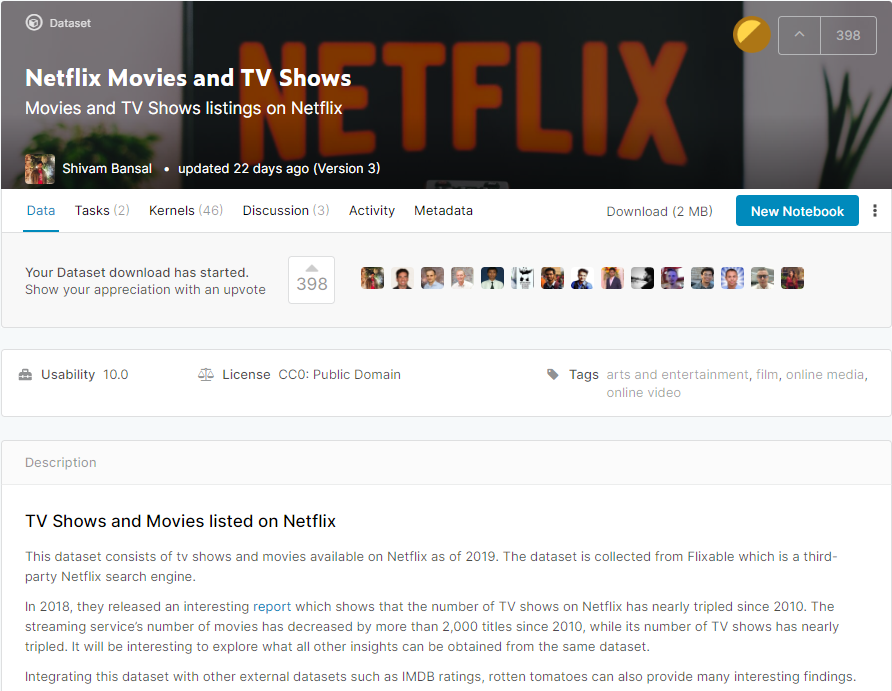 Dataset
398
NETFLIX
Netflix Movies and TV Shows
Movies and TV Shows listings on Netflix
Shivam Bansal • updated 22 days ago (Version 3)
Data Tasks (2) Kernels (46) Discussion (3) Activity Metadata Download (2 MB) New Notebook
Your Dataset download has started.
Show your appreciation with an upvote
398
Usability 10.0 License CC0: Public Domain Tags arts and entertainment, film, online media,
online video
Description
TV Shows and Movies listed on Netflix
This dataset consists of tv shows and movies available on Netflix as of 2019. The dataset is collected from Flixable which is a third-
party Netflix search engine.
In 2018, they released an interesting report which shows that the number of TV shows on Netflix has nearly tripled since 2010. The
streaming service’s number of movies has decreased by more than 2,000 titles since 2010, while its number of TV shows has nearly
tripled. It will be interesting to explore what all other insights can be obtained from the same dataset.
Integrating this dataset with other external datasets such as IMDB ratings, rotten tomatoes can also provide many interesting findings.